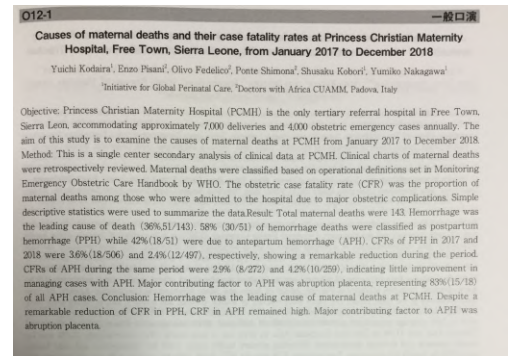 O12-1
一般口演
Causes of maternal deaths and their case fatality rates at Princess Christian Maternity
Hospital, Free Town, Sierra Leone, from January 2017 to December 2018
Yuichi Kodaira¹, Enzo Pisani², Olivo Fedelico², Ponte Shimona², Shusaku Kobori¹, Yumiko Nakagawa¹
¹Initiative for Global Perinatal Care, ²Doctors with Africa CUAMM, Padova, Italy
Objective: Princess Christian Maternity Hospital (PCMH) is the only tertiary referral hospital in Free Town,
Sierra Leon, accommodating approximately 7,000 deliveries and 4,000 obstetric emergency cases annually. The
aim of this study is to examine the causes of maternal deaths at PCMH from January 2017 to December 2018.
Method: This is a single center secondary analysis of clinical data at PCMH. Clinical charts of maternal deaths
were retrospectively reviewed. Maternal deaths were classified based on operational definitions set in Monitoring
Emergency Obstetric Care Handbook by WHO. The obstetric case fatality rate (CFR) was the proportion of
maternal deaths among those who were admitted to the hospital due to major obstetric complications. Simple
descriptive statistics were used to summarize the data.Result: Total maternal deaths were 143. Hemorrhage was
the leading cause of death (36%,51/143). 58% (30/51) of hemorrhage deaths were classified as postpartum
hemorrhage (PPH) while 42%(18/51) were due to antepartum hemorrhage (APH). CFRs of PPH in 2017 and
2018 were 3.6%(18/506) and 2.4%(12/497), respectively, showing a remarkable reduction during the period.
CFRs of APH during the same period were 2.9% (8/272) and 4.2%(10/259), indicating little improvement in
managing cases with APH. Major contributing factor to APH was abruption placenta, representing 83%(15/18)
of all APH cases. Conclusion: Hemorrhage was the leading cause of maternal deaths at PCMH. Despite a
remarkable reduction of CFR in PPH, CRF in APH remained high. Major contributing factor to APH was
abruption placenta.